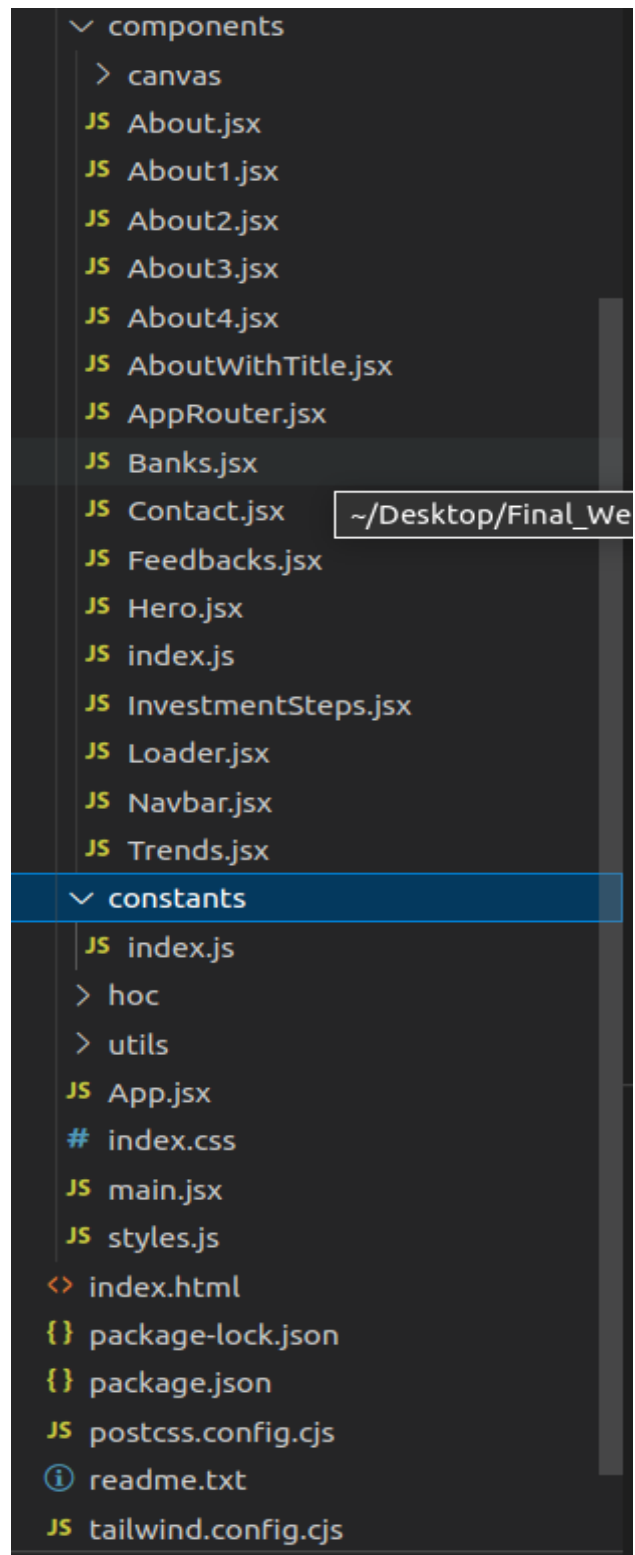 components
canvas
JS About.jsx
JS About1.jsx
JS About2.jsx
JS About3.jsx
JS About4.jsx
JS AboutWithTitle.jsx
JS AppRouter.jsx
JS Banks.jsx
JS Contact.jsx ~/Desktop/Final_We
JS Feedbacks.jsx
JS Hero.jsx
JS index.js
JS InvestmentSteps.jsx
JS Loader.jsx
JS Navbar.jsx
JS Trends.jsx
constants
JS index.js
hoc
utils
JS App.jsx
# index.css
JS main.jsx
JS styles.js
<> index.html
{} package-lock.json
{} package.json
JS postcss.config.cjs
readme.txt
JS tailwind.config.cjs